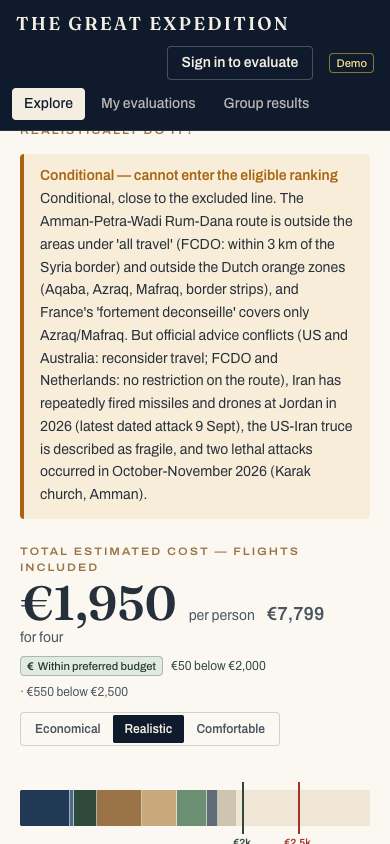 THE GREAT EXPEDITION
Sign in to evaluate
Demo
Explore
My evaluations
Group results
REALISTICALLY DO IT?
Conditional — cannot enter the eligible ranking
Conditional, close to the excluded line. The
Amman-Petra-Wadi Rum-Dana route is outside the
areas under 'all travel' (FCDO: within 3 km of the
Syria border) and outside the Dutch orange zones
(Aqaba, Azraq, Mafraq, border strips), and
France's 'fortement deconseille' covers only
Azraq/Mafraq. But official advice conflicts (US and
Australia: reconsider travel; FCDO and
Netherlands: no restriction on the route), Iran has
repeatedly fired missiles and drones at Jordan in
2026 (latest dated attack 9 Sept), the US-Iran truce
is described as fragile, and two lethal attacks
occurred in October-November 2026 (Karak
church, Amman).
TOTAL ESTIMATED COST — FLIGHTS
INCLUDED
€1,950 per person €7,799
for four
€ Within preferred budget €50 below €2,000
· €550 below €2,500
Economical
Realistic
Comfortable
€2k
€2.5k